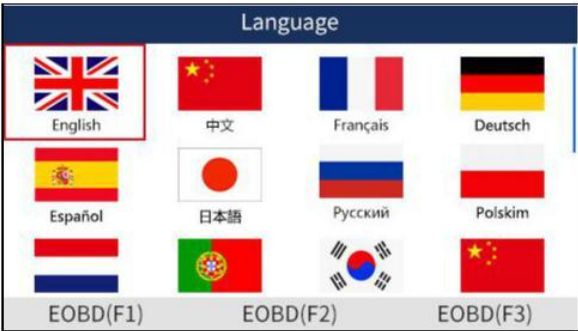 Language
English
中文
Français
Deutsch
Español
日本語
Русский
Polskim
EOBD(F1)
EOBD(F2)
EOBD(F3)